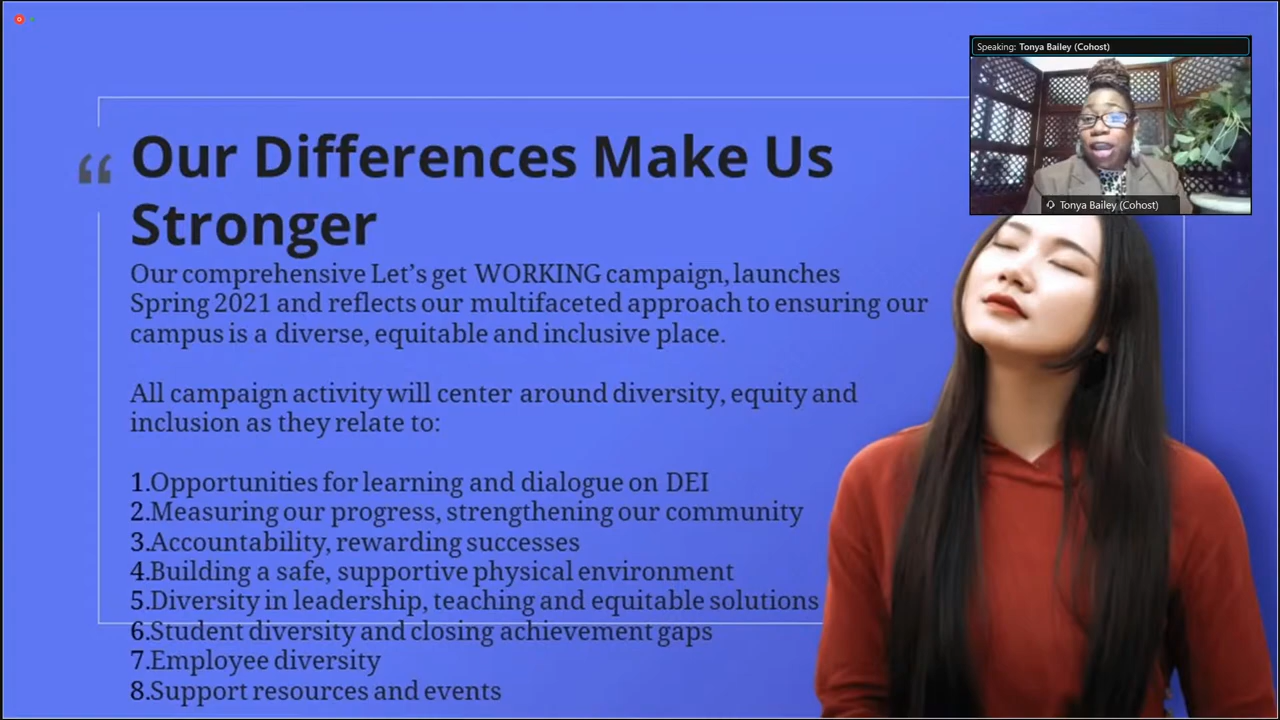 Speaking: Tonya Bailey (Cohost)
Tonya Bailey (Cohost)
“ Our Differences Make Us
Stronger
Our comprehensive Let’s get WORKING campaign, launches
Spring 2021 and reflects our multifaceted approach to ensuring our
campus is a diverse, equitable and inclusive place.
All campaign activity will center around diversity, equity and
inclusion as they relate to:
1.Opportunities for learning and dialogue on DEI
2.Measuring our progress, strengthening our community
3.Accountability, rewarding successes
4.Building a safe, supportive physical environment
5.Diversity in leadership, teaching and equitable solutions
6.Student diversity and closing achievement gaps
7.Employee diversity
8.Support resources and events